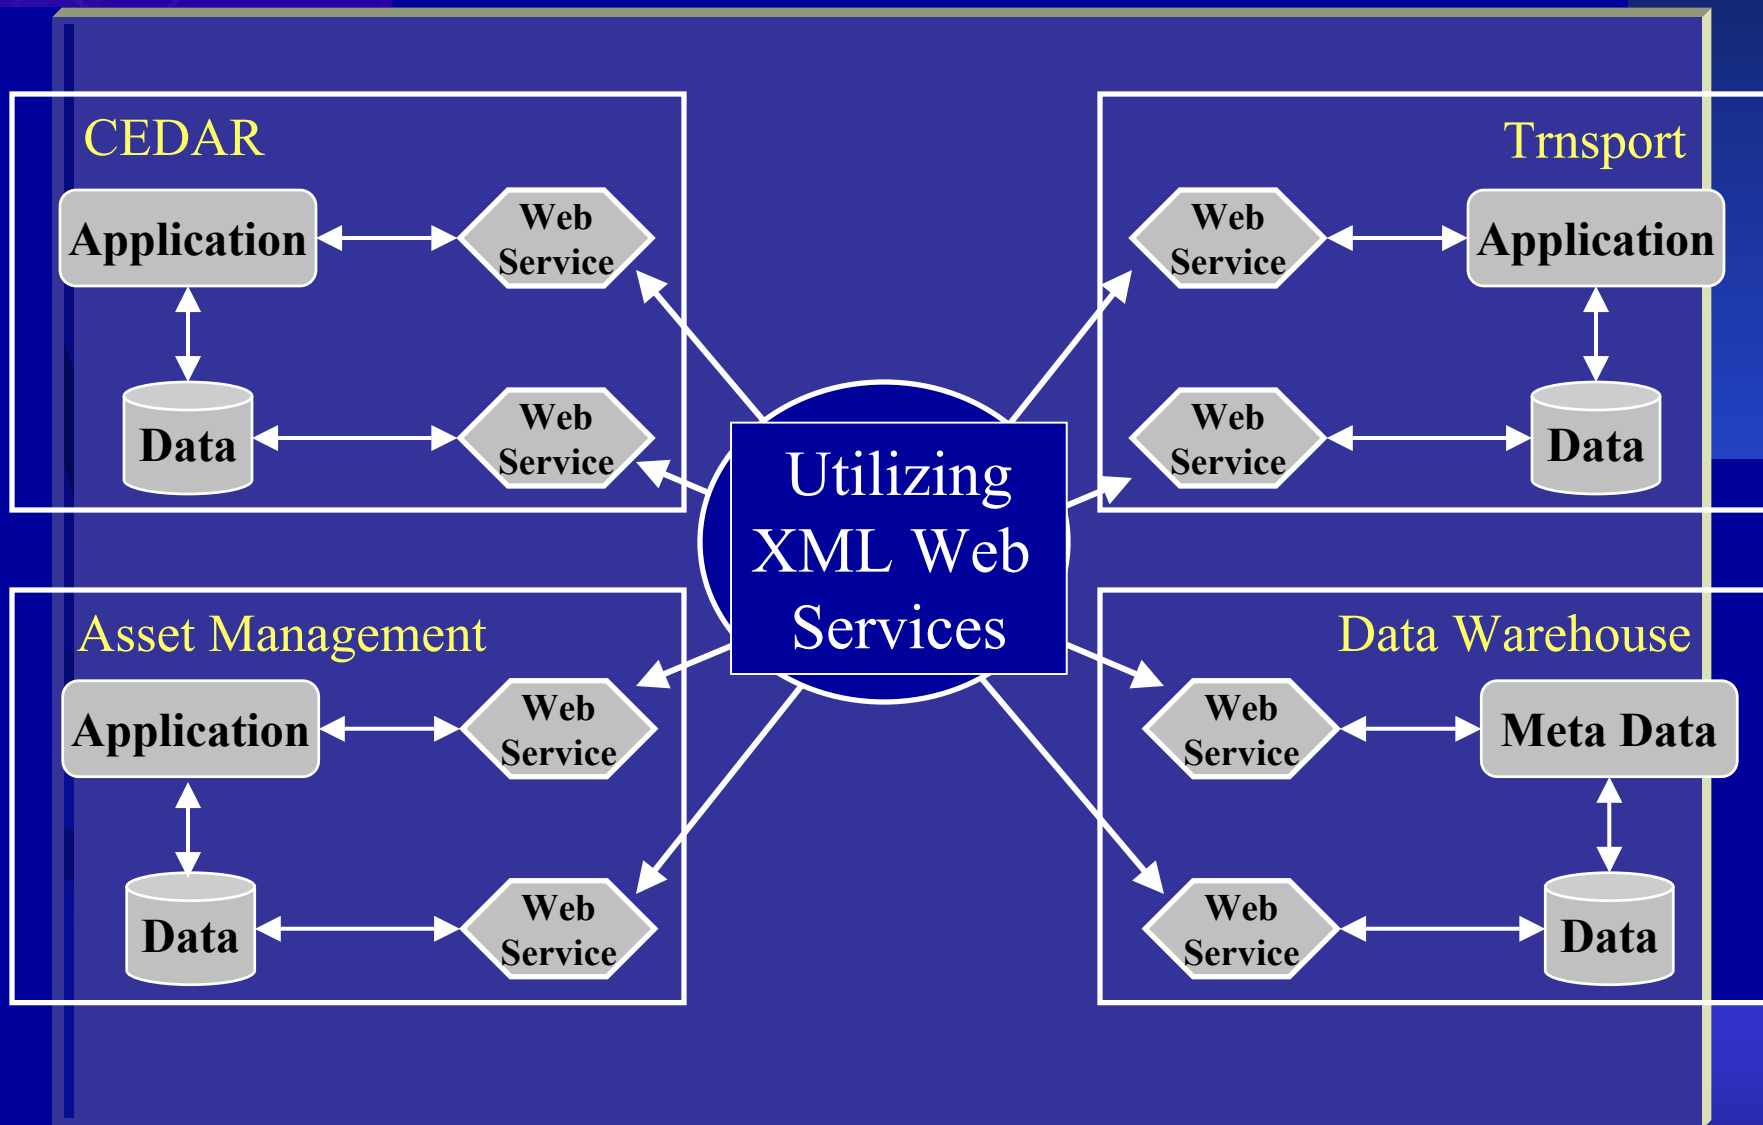 CEDAR
Application
Web
Service
Data
Web
Service
Trnsport
Web
Service
Application
Web
Service
Data
Utilizing
XML Web
Services
Asset Management
Application
Web
Service
Data
Web
Service
Data Warehouse
Web
Service
Meta Data
Web
Service
Data